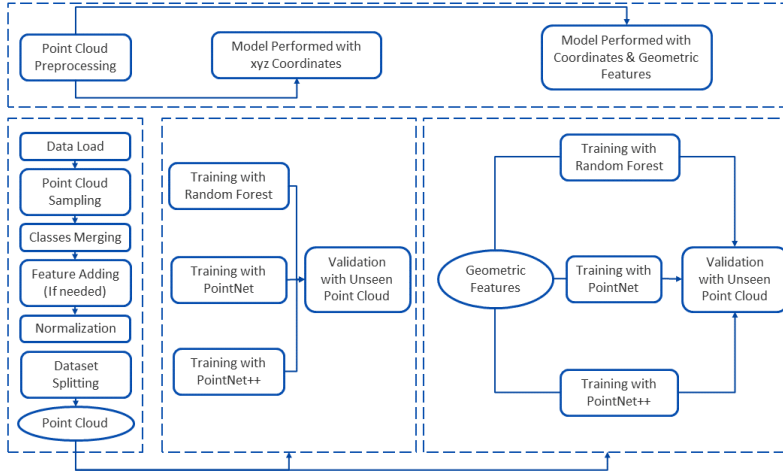 Point Cloud
Preprocessing
Model Performed with
xyz Coordinates
Model Performed with
Coordinates & Geometric
Features
Data Load
Point Cloud
Sampling
Classes Merging
Feature Adding
(If needed)
Normalization
Dataset
Splitting
Point Cloud
Training with
Random Forest
Training with
PointNet
Training with
PointNet++
Validation
with Unseen
Point Cloud
Geometric
Features
Training with
Random Forest
Training with
PointNet
Training with
PointNet++
Validation
with Unseen
Point Cloud